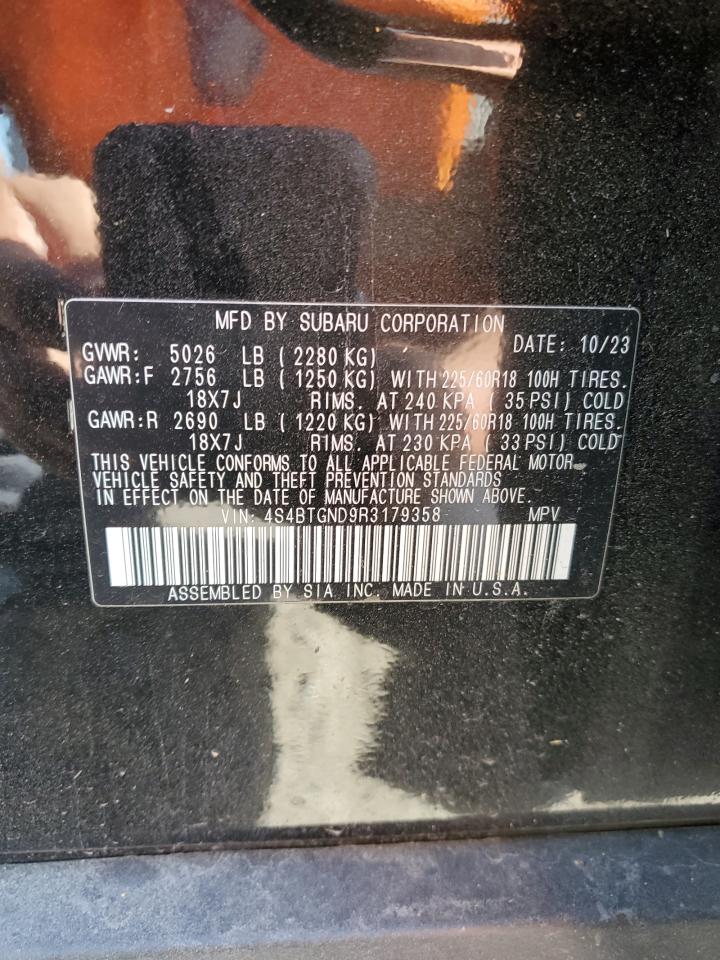 MFD BY SUBARU CORPORATION
DATE: 10/23
GVWR: 5026 LB ( 2280 KG)
GAWR:F 2756 LB ( 1250 KG) WITH 225/60R18 100H TIRES.
18X7J RIMS. AT 240 KPA ( 35 PSI) COLD
GAWR:R 2690 LB ( 1220 KG) WITH 225/60R18 100H TIRES.
18X7J RIMS. AT 230 KPA ( 33 PSI) COLD
THIS VEHICLE CONFORMS TO ALL APPLICABLE FEDERAL MOTOR
VEHICLE SAFETY AND THEFT PREVENTION STANDARDS
IN EFFECT ON THE DATE OF MANUFACTURE SHOWN ABOVE.
VIN: 4S4BTGND9R3179358 MPV
ASSEMBLED BY SIA INC. MADE IN U.S.A.